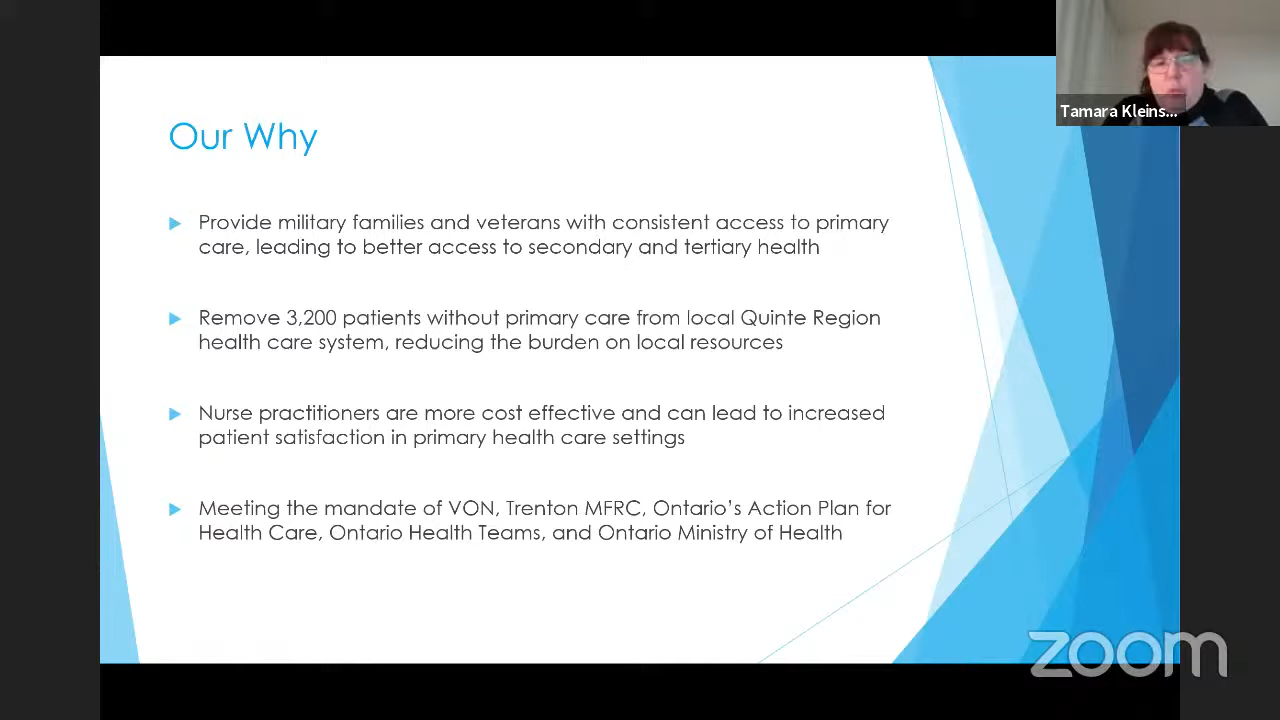 Our Why
Provide military families and veterans with consistent access to primary
care, leading to better access to secondary and tertiary health
Remove 3,200 patients without primary care from local Quinte Region
health care system, reducing the burden on local resources
Nurse practitioners are more cost effective and can lead to increased
patient satisfaction in primary health care settings
Meeting the mandate of VON, Trenton MFRC, Ontario’s Action Plan for
Health Care, Ontario Health Teams, and Ontario Ministry of Health
Tamara Kleins...
zoom